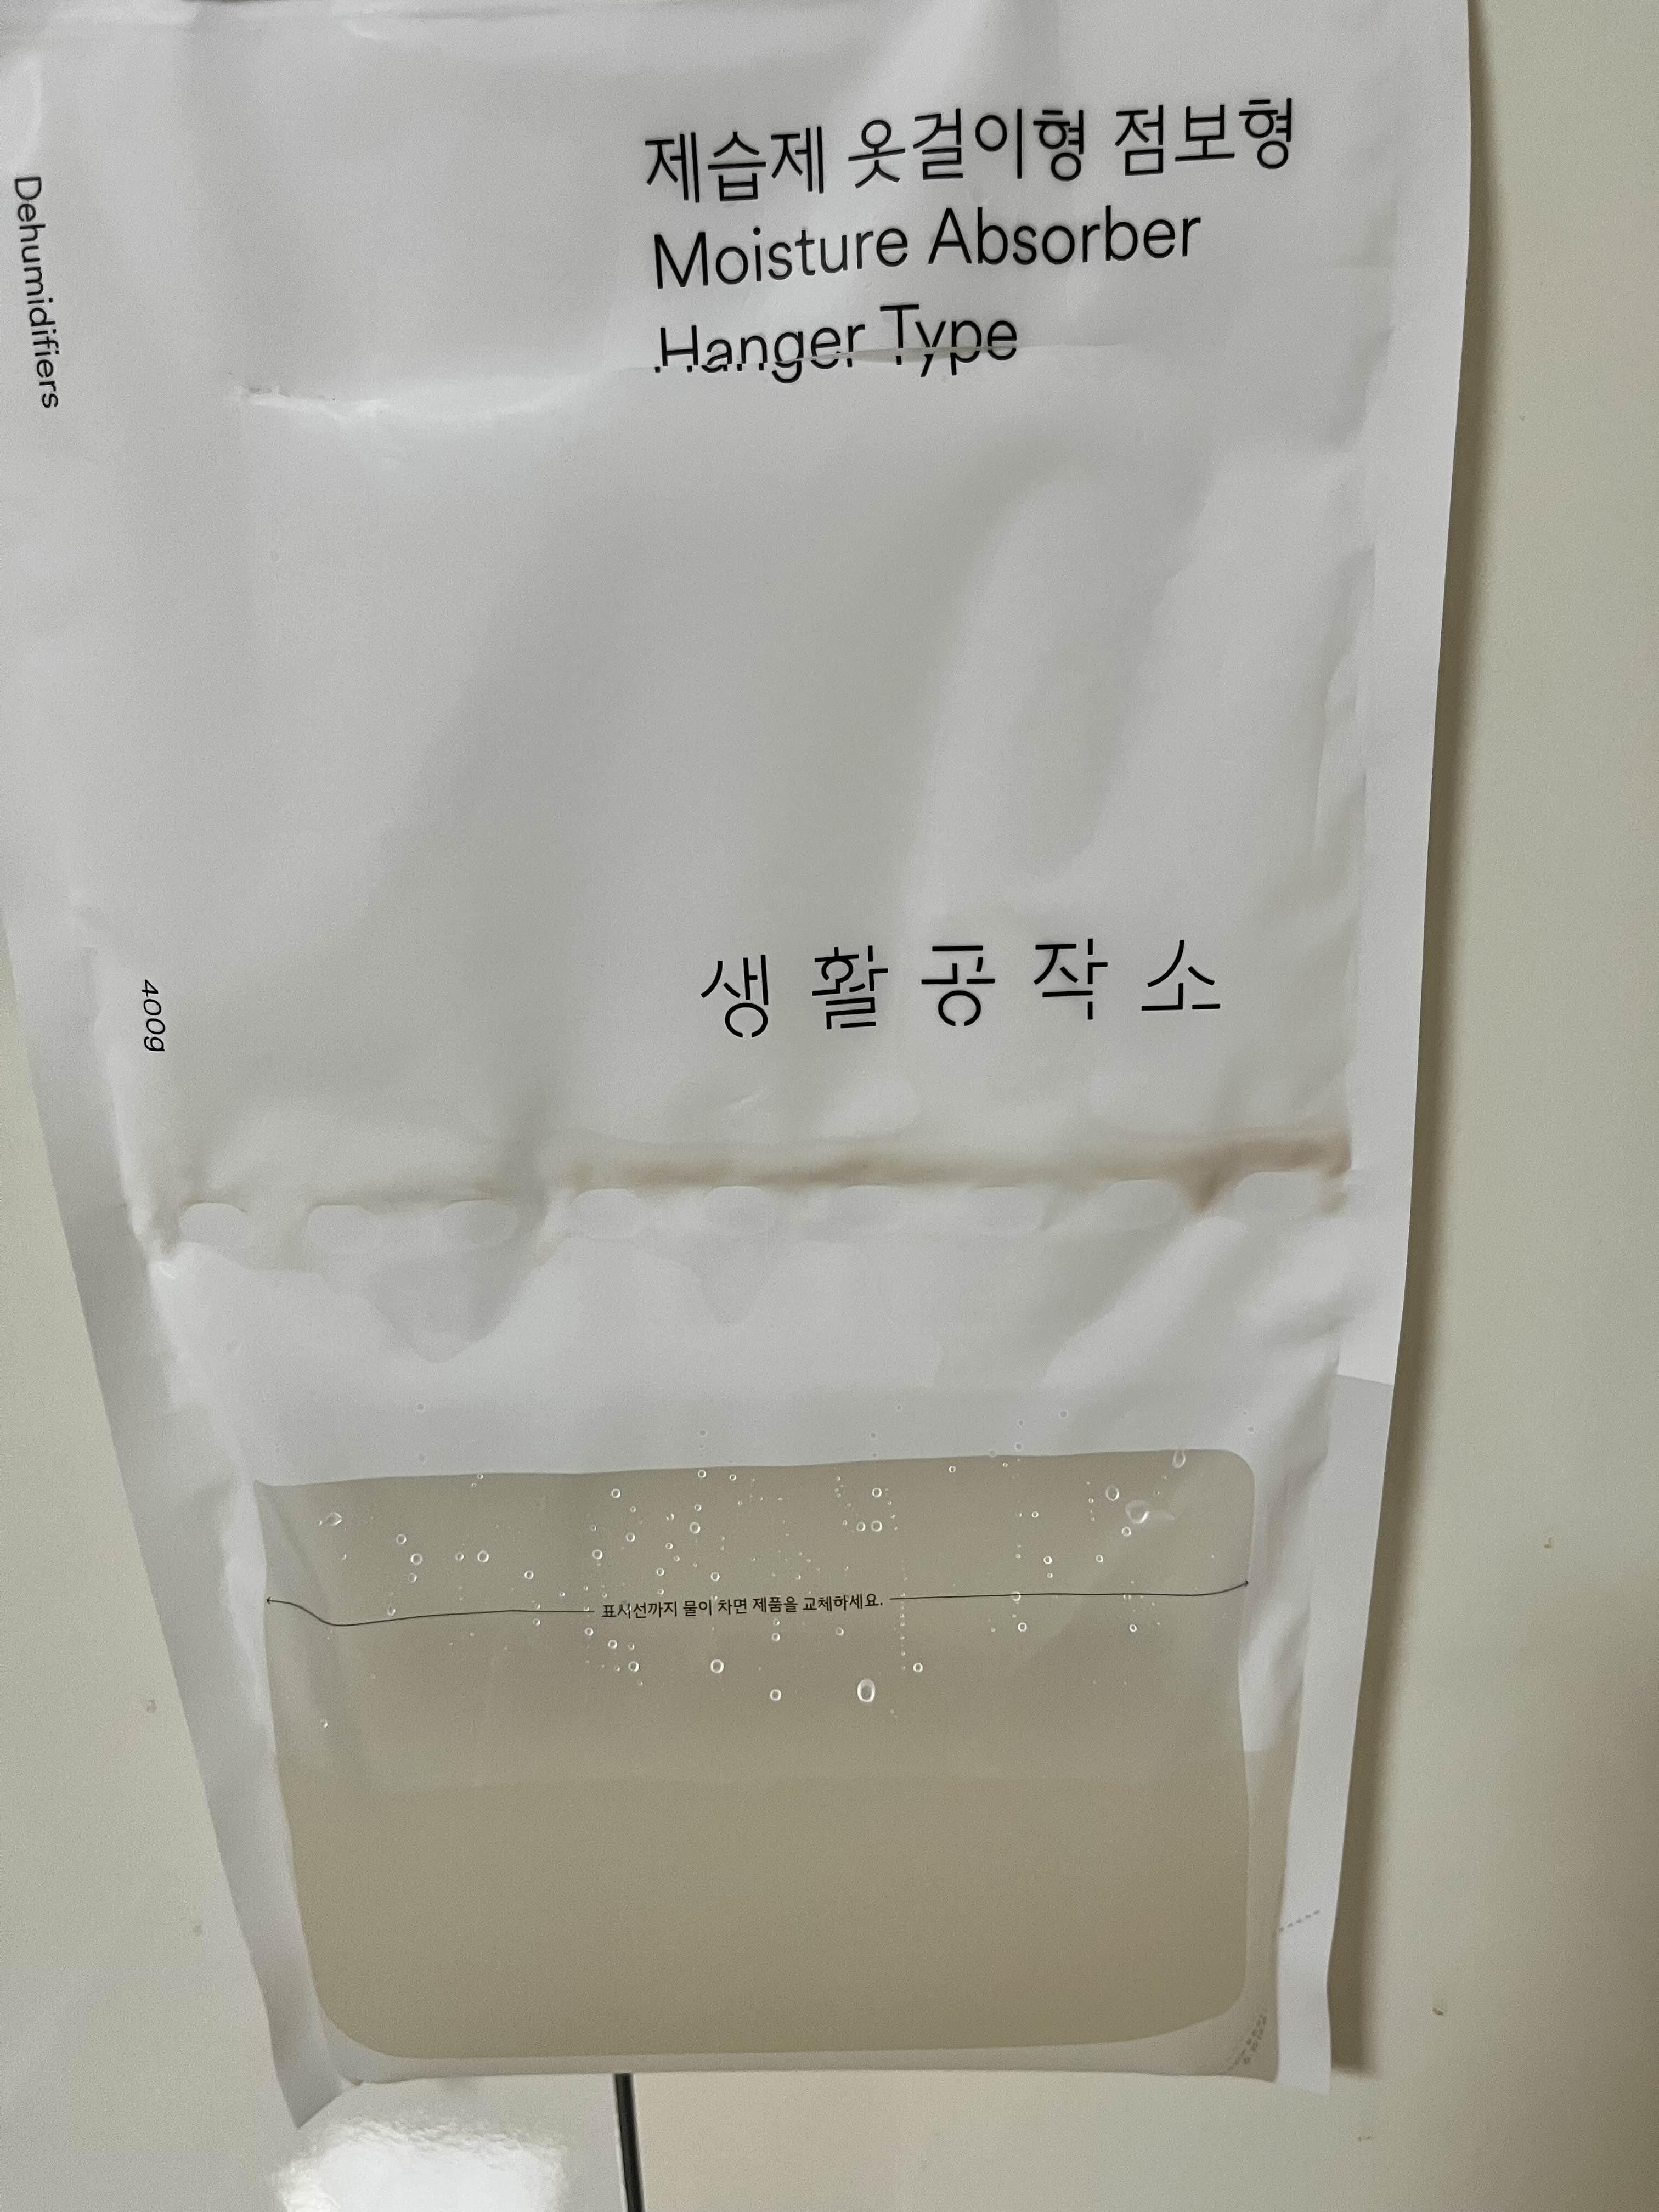 제습제 옷걸이형 점보형
Moisture Absorber
Hanger Type
Dehumidifiers
생활공작소
400g
표시선까지 물이 차면 제품을 교체하세요.